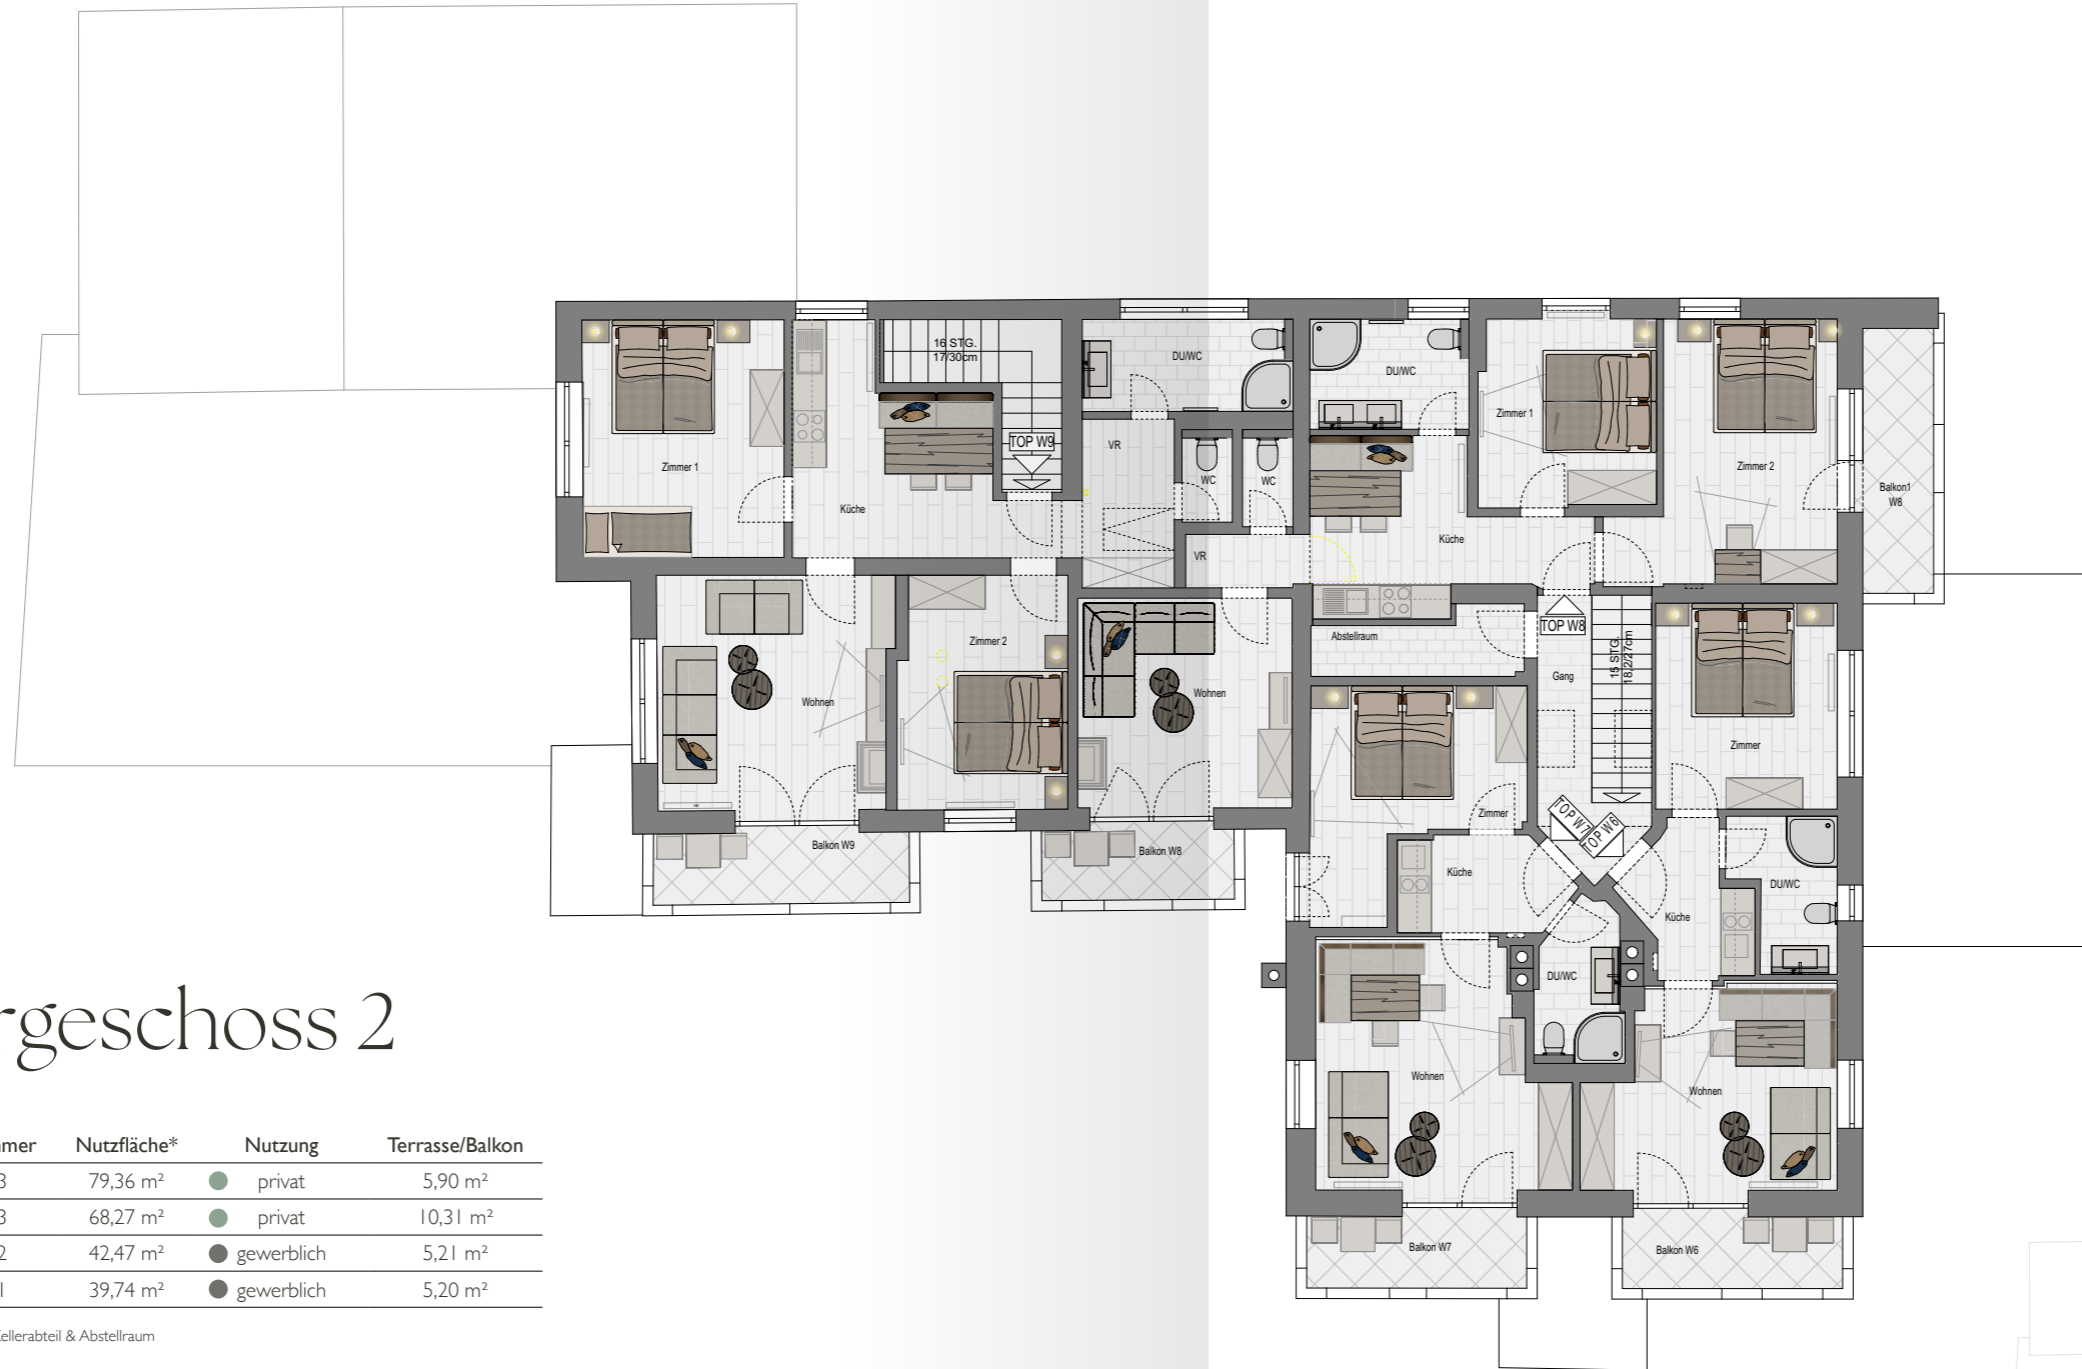 16 STG.
17/30cm
DU/WC
DU/WC
Zimmer 1
TOP W9
VR
Zimmer 1
Zimmer 2
WC
WC
Balkon1
W8
Küche
Küche
VR
Zimmer 2
Abstellraum
TOP W8
15 STG.
18,2/27cm
Gang
Wohnen
Wohnen
Zimmer
Zimmer
TOP W7
TOP W6
Balkon W9
Balkon W8
Küche
DU/WC
Küche
DU/WC
Wohnen
Wohnen
Balkon W7
Balkon W6
rgeschoss 2
mer Nutzfläche* Nutzung Terrasse/Balkon
3 79,36 m² privat 5,90 m²
3 68,27 m² privat 10,31 m²
2 42,47 m² gewerblich 5,21 m²
1 39,74 m² gewerblich 5,20 m²
Kellerabteil & Abstellraum